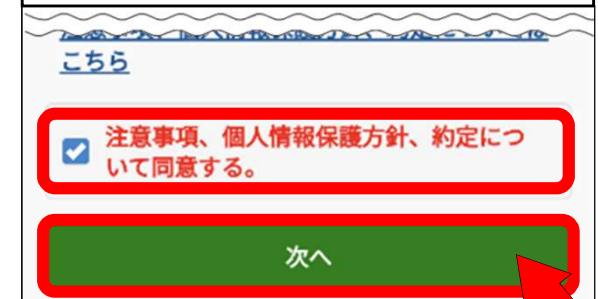 こちら
注意事項、個人情報保護方針、約定につ
いて同意する。
次へ